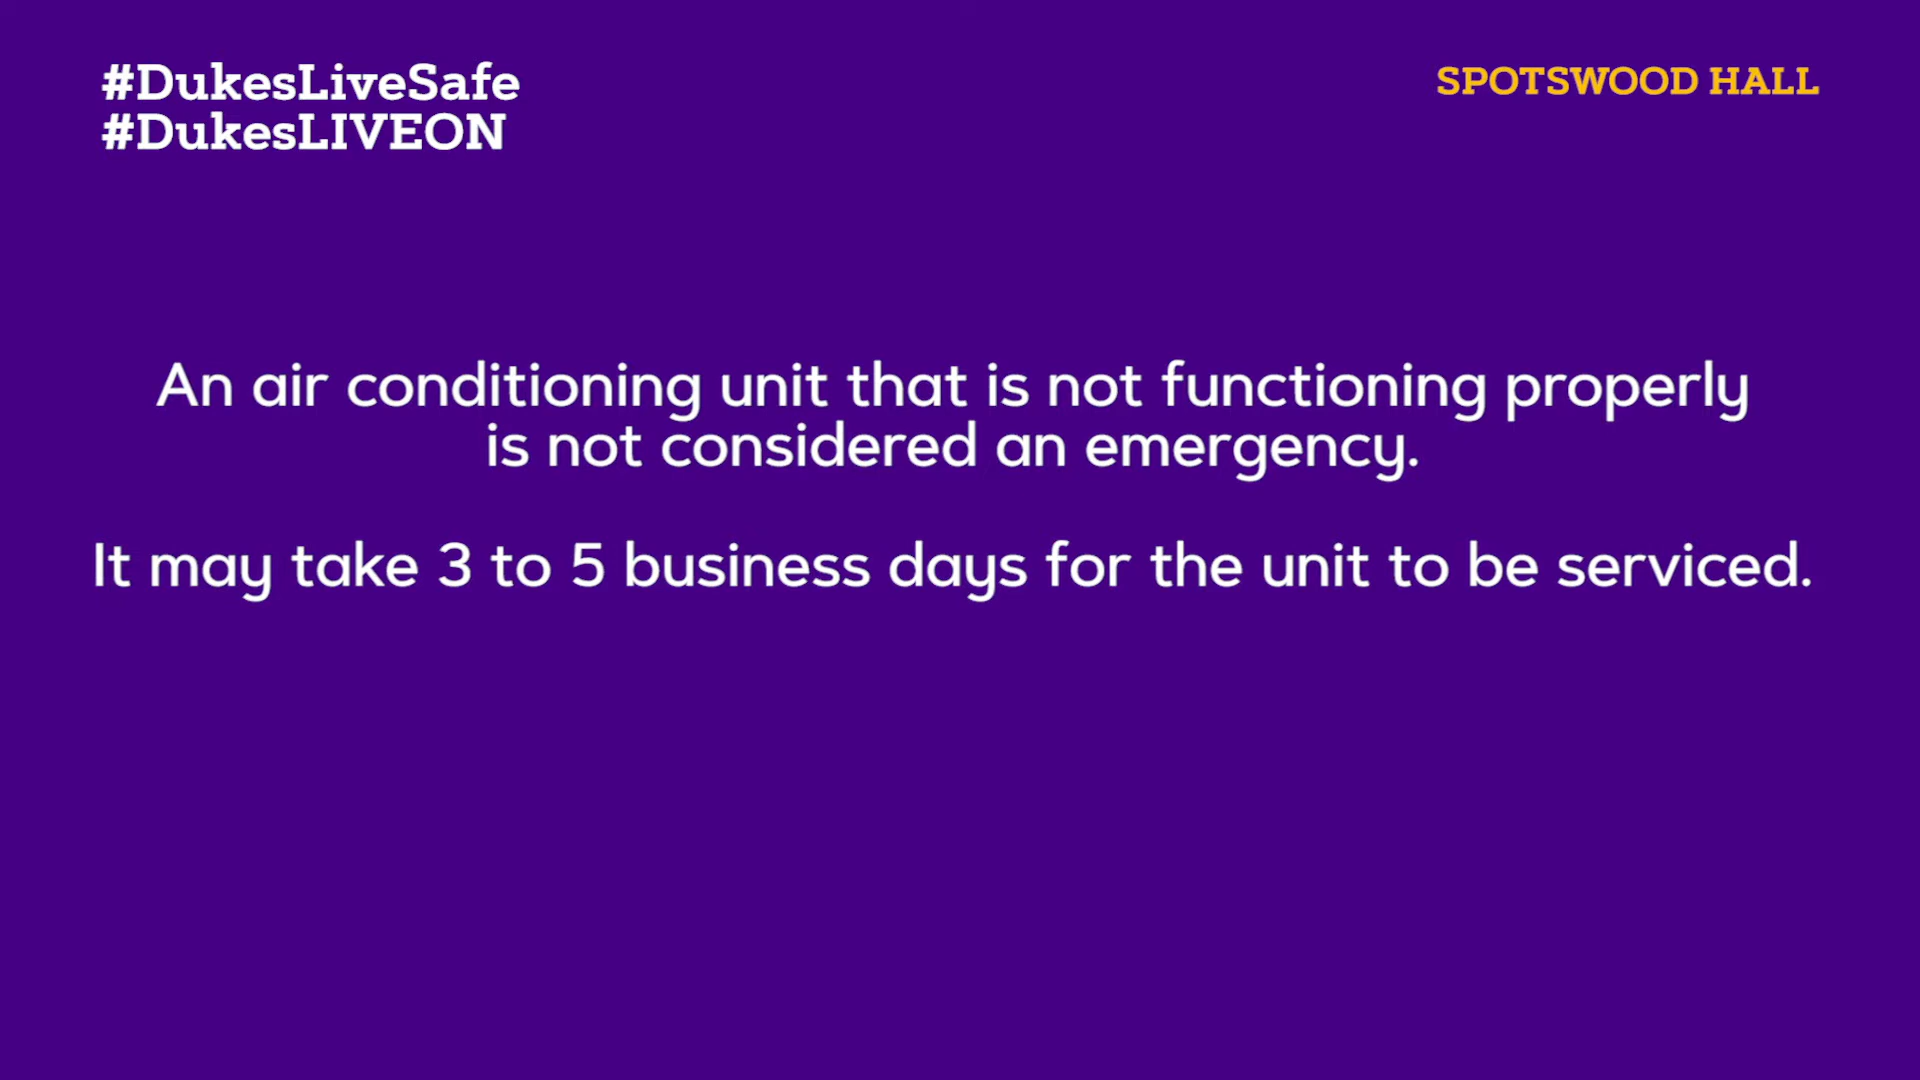 #DukesLiveSafe
#DukesLIVEON
SPOTSWOOD HALL
An air conditioning unit that is not functioning properly
is not considered an emergency.
It may take 3 to 5 business days for the unit to be serviced.